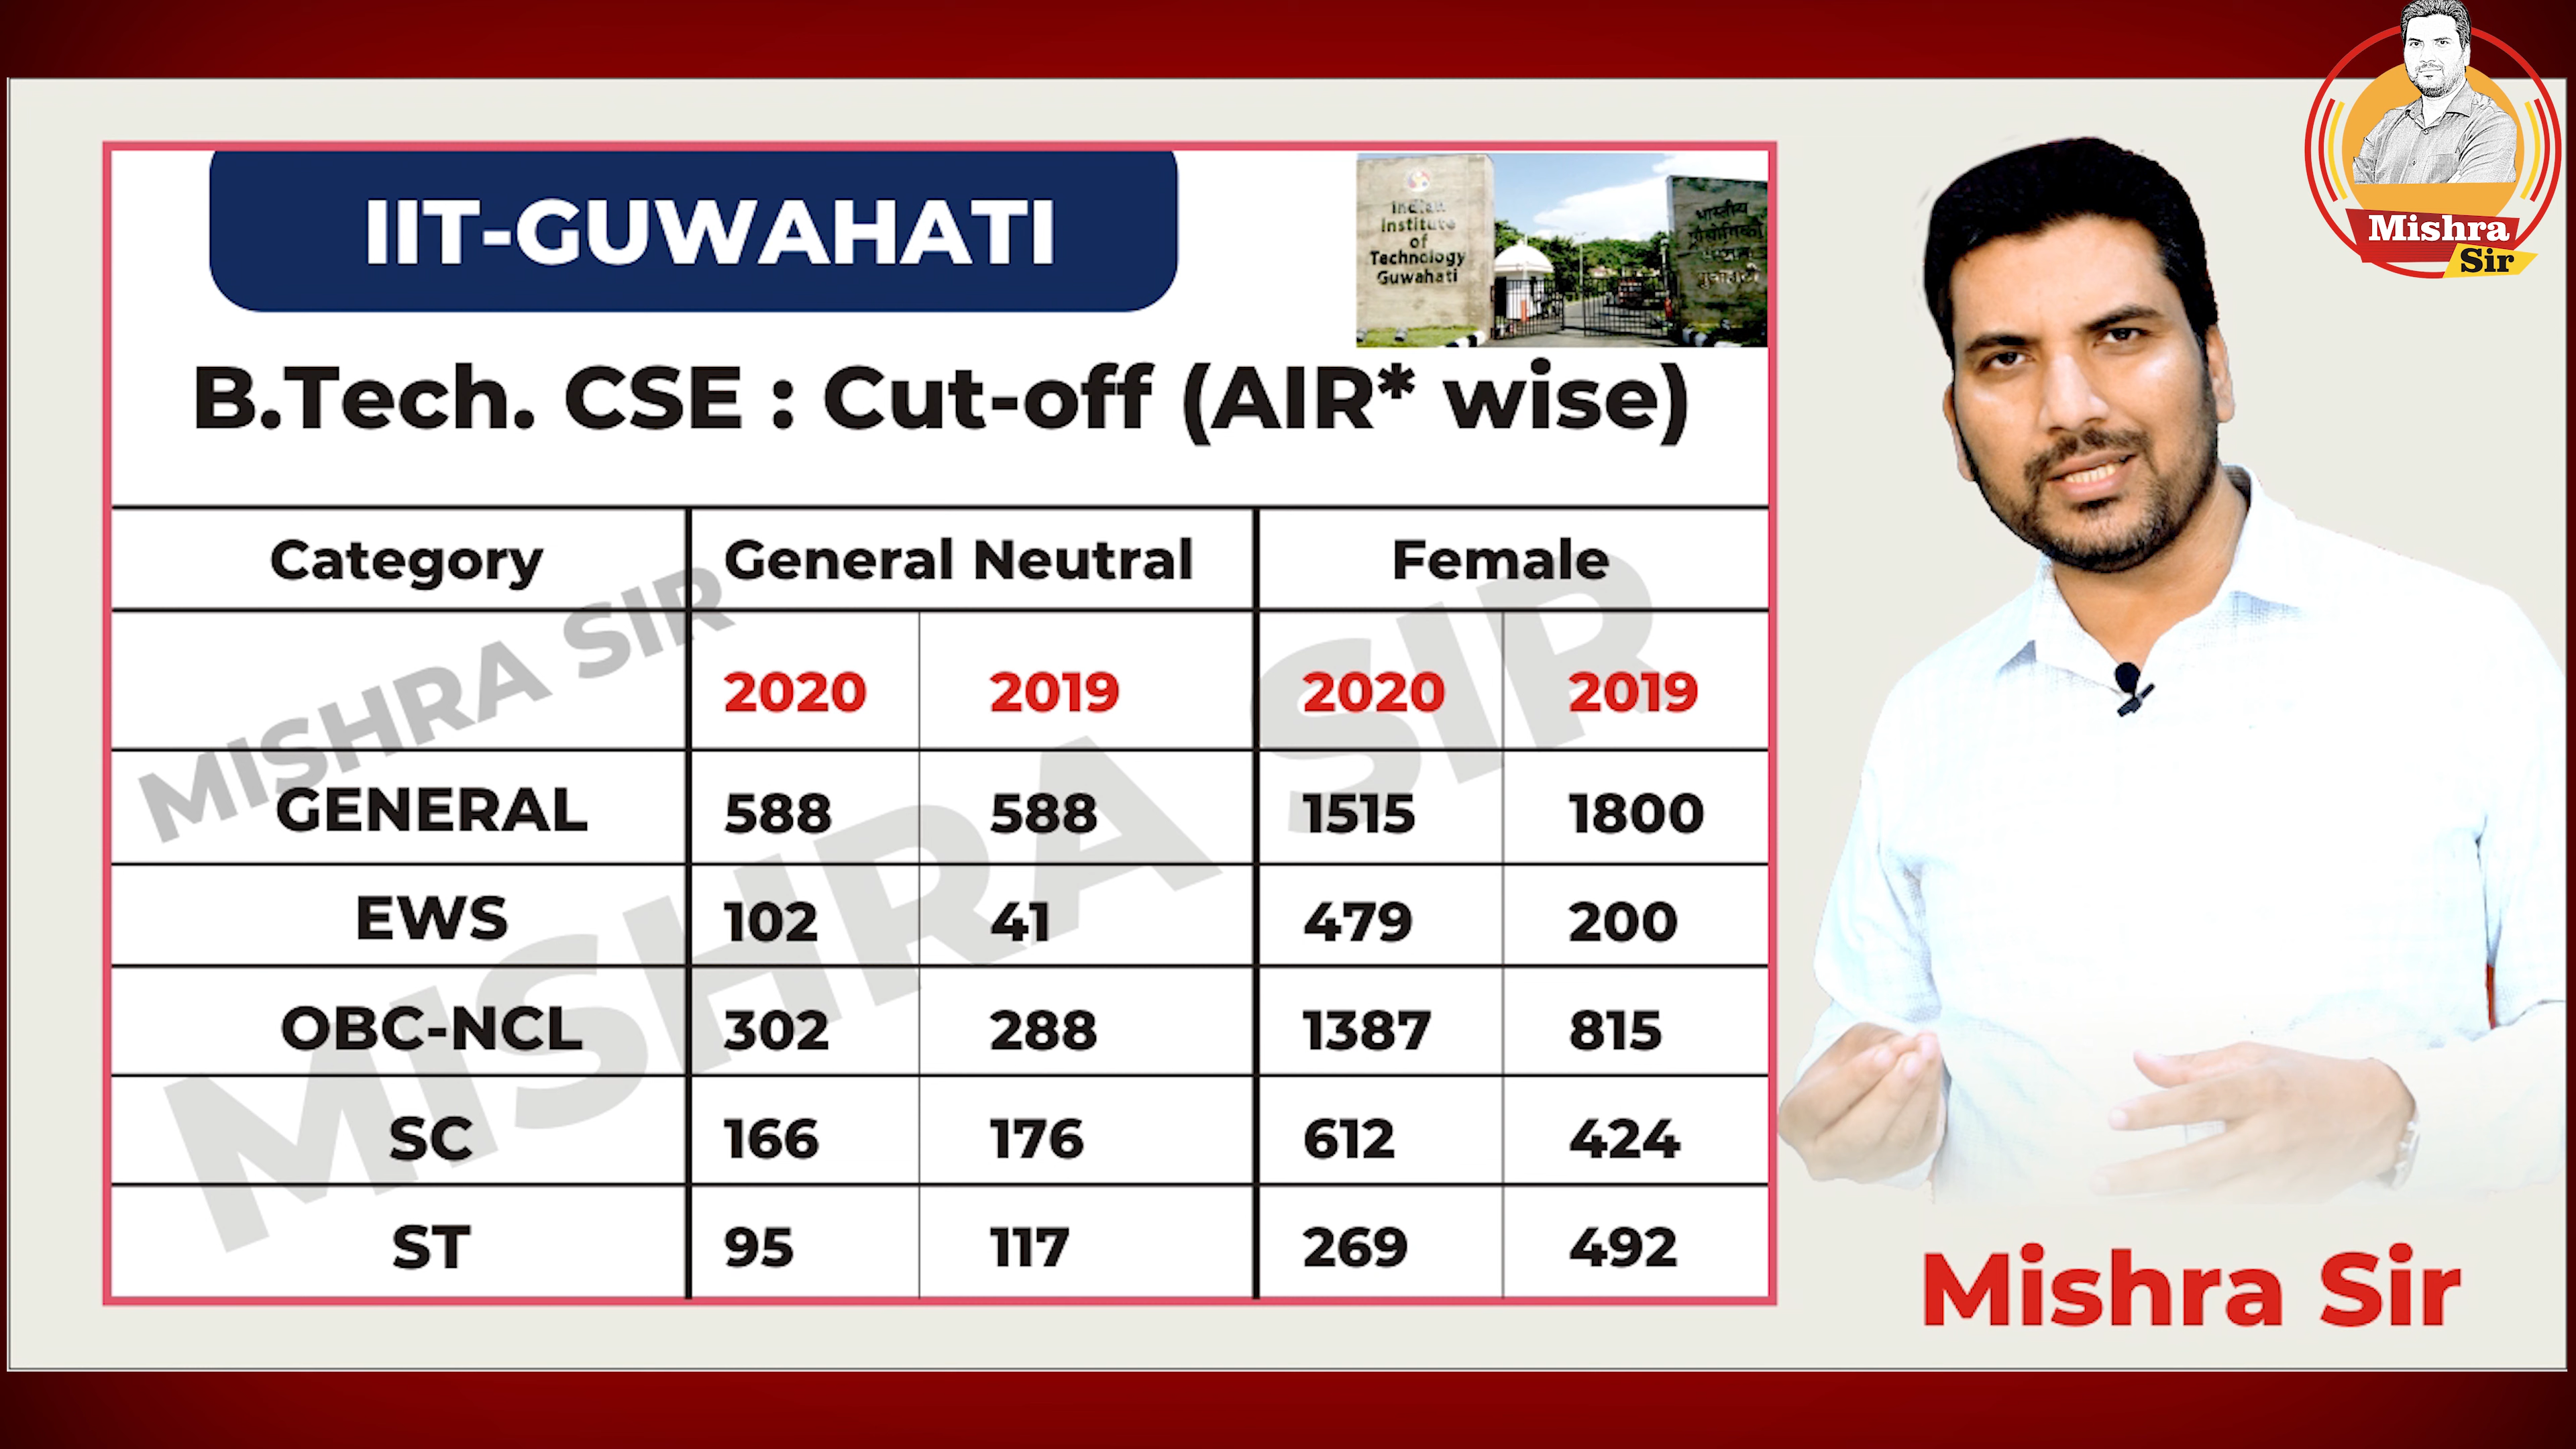 Mishra
Sir
IIT-GUWAHATI
Indian
Institute
of
Technology
Guwahati
भारतीय
प्रौद्योगिकी
संस्थान
गुवाहाटी
B.Tech. CSE : Cut-off (AIR* wise)
Category General Neutral Female
2020 2019 2020 2019
GENERAL 588 588 1515 1800
EWS 102 41 479 200
OBC-NCL 302 288 1387 815
SC 166 176 612 424
ST 95 117 269 492
MISHRA SIR
MISHRA SIR
Mishra Sir